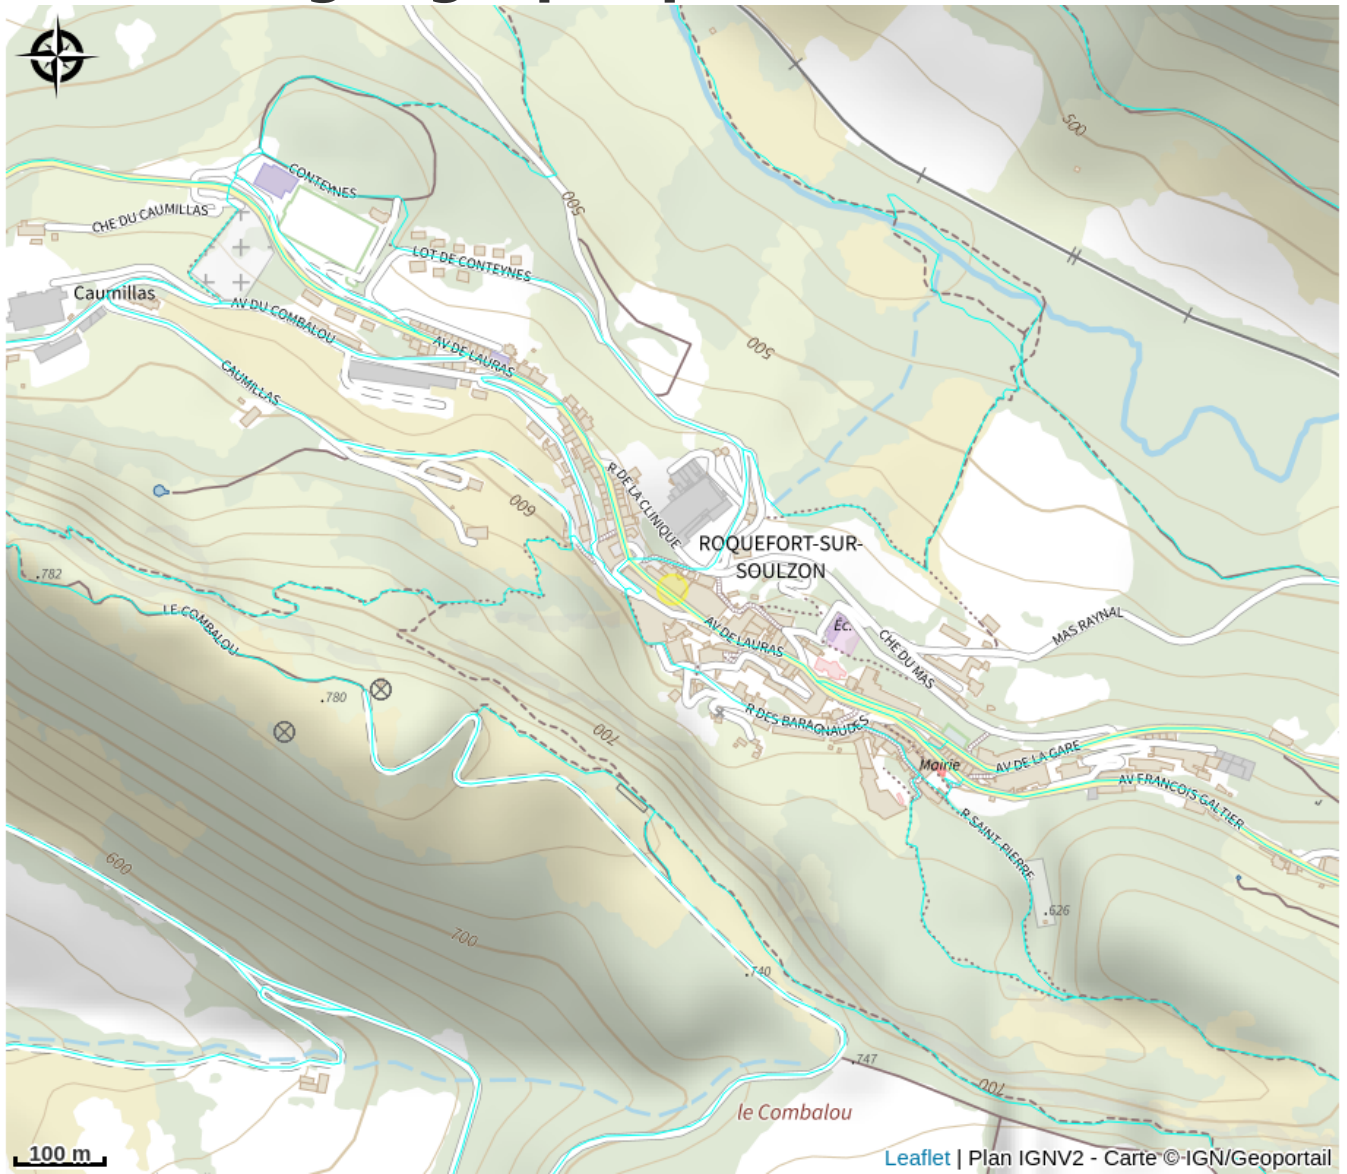 500
CONTEYNES
CHE DU CAUMILLAS
500
LOT DE CONTEYNES
Caumillas
AV DU COMBALOU
AV DE LAURAS
500
CAUMILLAS
600
R DE LA CLINIQUE
ROQUEFORT-SUR-
SOULZON
.782
LE COMBALOU
AV DE LAURAS
Éc.
CHE DU MAS
MAS RAYNAL
.780
700
R DES BARAGNAUDES
Mairie
AV DE LA GARE
AV FRANCOIS GALTIER
R SAINT-PIERRE
600
.626
700
.740
.747
700
le Combalou
100 m
Leaflet | Plan IGNV2 - Carte © IGN/Geoportail